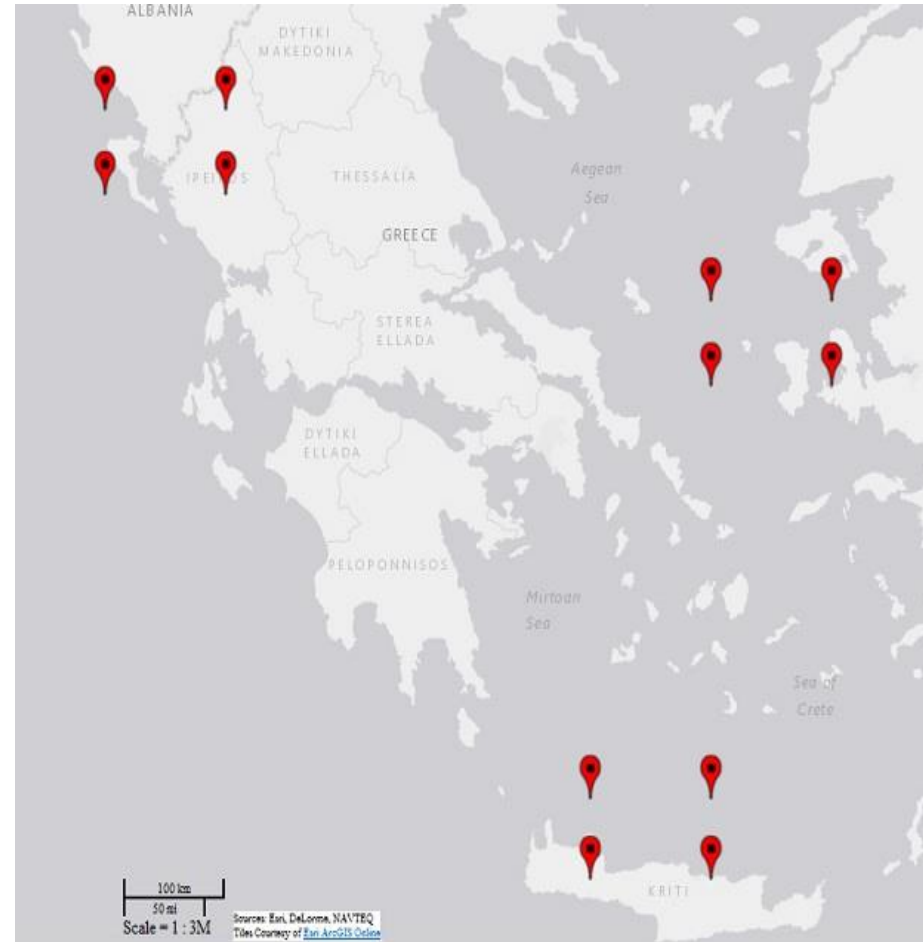 ALBANIA
DYTIKI
MAKEDONIA
Aegean
Sea
THESSALIA
GREECE
STEREA
ELLADA
DYTIKI
ELLADA
PELOPONNISOS
Mirtoan
Sea
Sea of
Crete
KRITI
100 km
50 mi
Scale = 1 : 3M
Sources: Esri, DeLorme, NAVTEQ
Tiles Courtesy of Esri ArcGIS Online